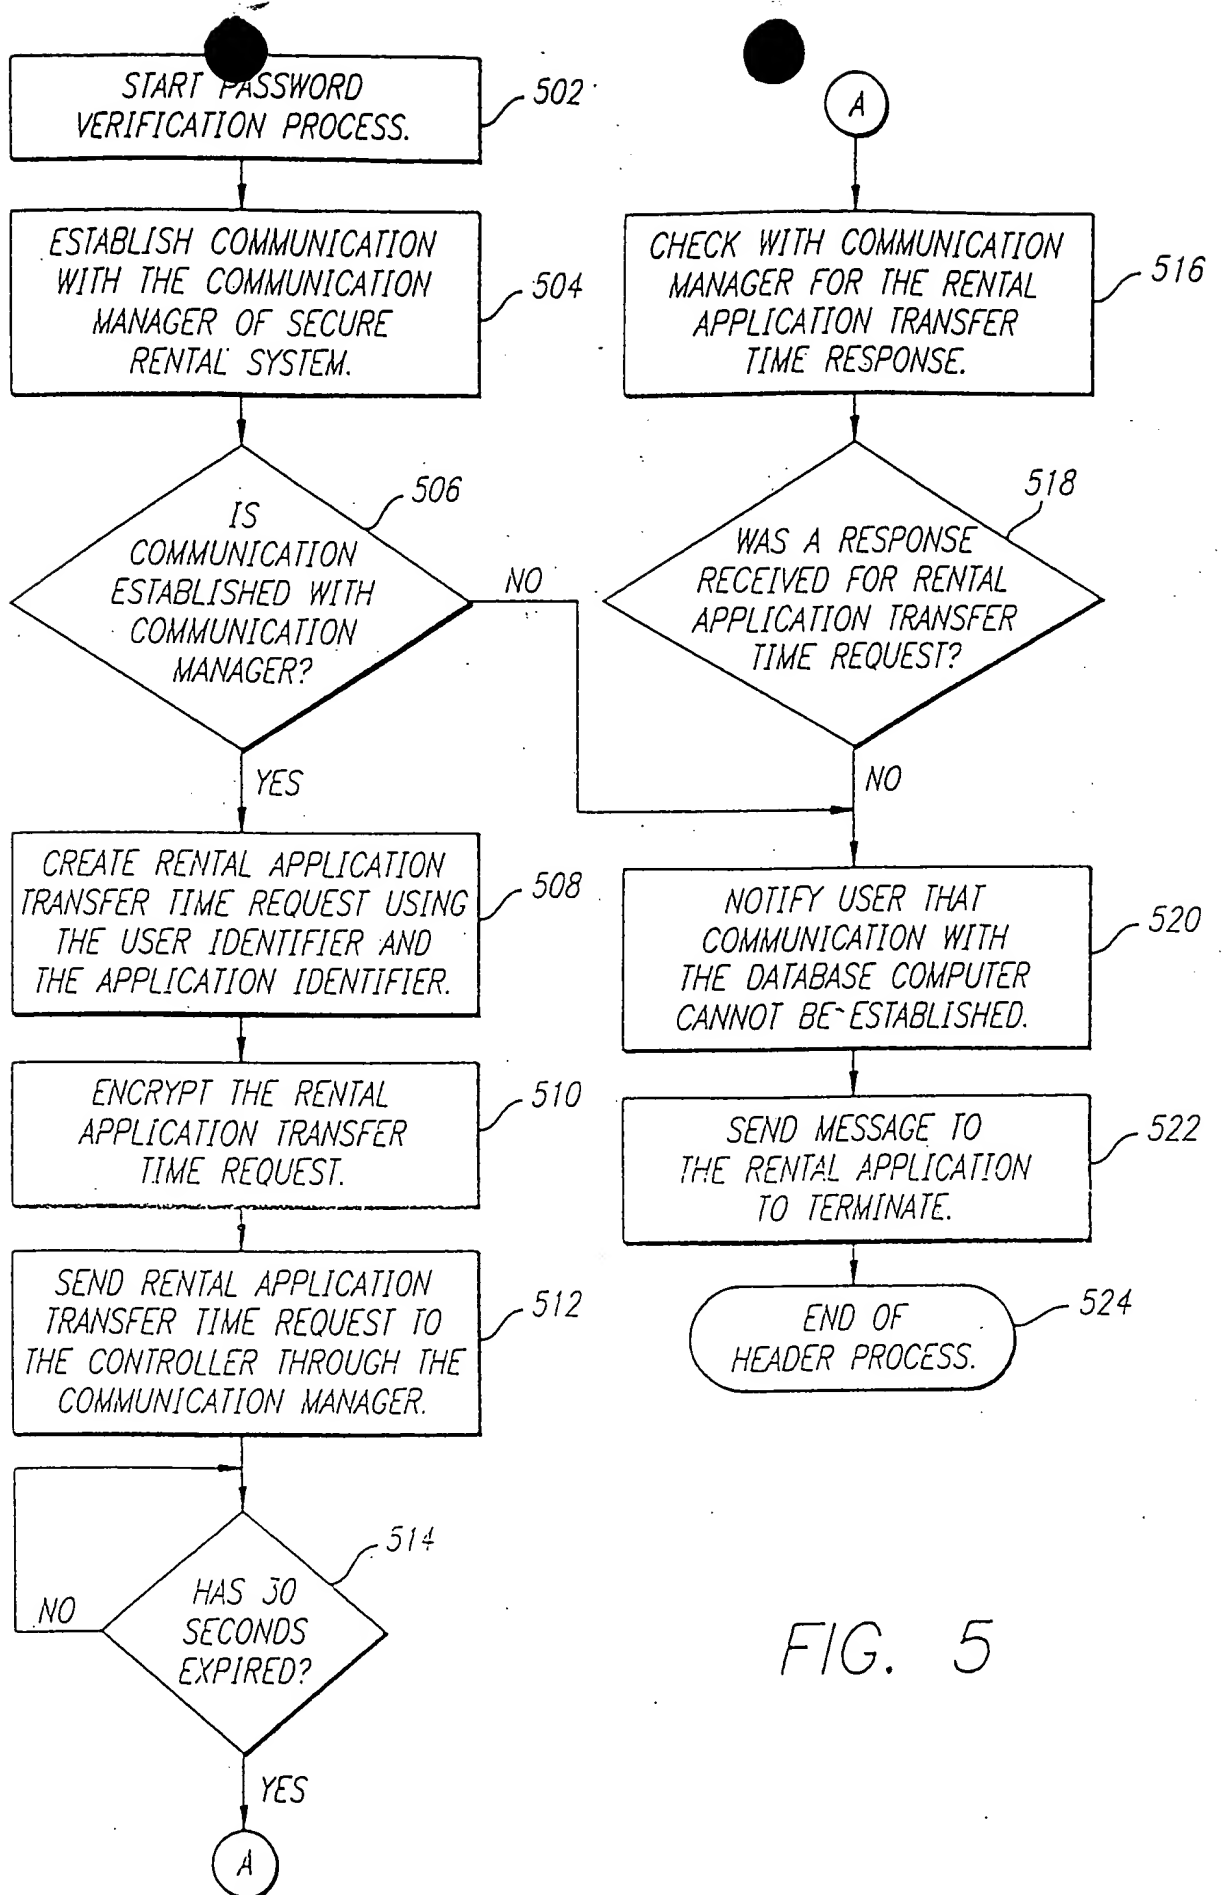 START PASSWORD
VERIFICATION PROCESS.
502
ESTABLISH COMMUNICATION
WITH THE COMMUNICATION
MANAGER OF SECURE
RENTAL SYSTEM.
504
IS
COMMUNICATION
ESTABLISHED WITH
COMMUNICATION
MANAGER?
506
NO
YES
CREATE RENTAL APPLICATION
TRANSFER TIME REQUEST USING
THE USER IDENTIFIER AND
THE APPLICATION IDENTIFIER.
508
ENCRYPT THE RENTAL
APPLICATION TRANSFER
TIME REQUEST.
510
SEND RENTAL APPLICATION
TRANSFER TIME REQUEST TO
THE CONTROLLER THROUGH THE
COMMUNICATION MANAGER.
512
HAS 30
SECONDS
EXPIRED?
514
NO
YES
A
A
CHECK WITH COMMUNICATION
MANAGER FOR THE RENTAL
APPLICATION TRANSFER
TIME RESPONSE.
516
WAS A RESPONSE
RECEIVED FOR RENTAL
APPLICATION TRANSFER
TIME REQUEST?
518
NO
NOTIFY USER THAT
COMMUNICATION WITH
THE DATABASE COMPUTER
CANNOT BE ESTABLISHED.
520
SEND MESSAGE TO
THE RENTAL APPLICATION
TO TERMINATE.
522
END OF
HEADER PROCESS.
524
FIG. 5